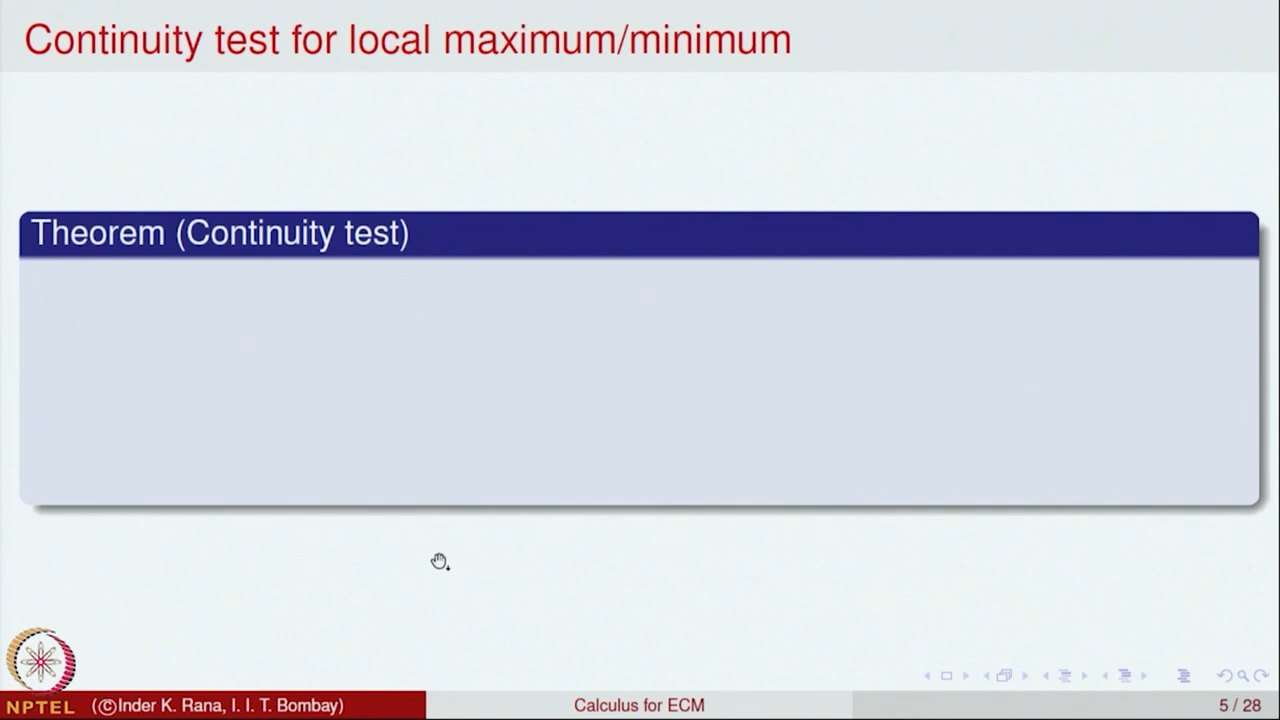 Continuity test for local maximum/minimum
Theorem (Continuity test)
NPTEL
(©Inder K. Rana, I. I. T. Bombay)
Calculus for ECM
5 / 28